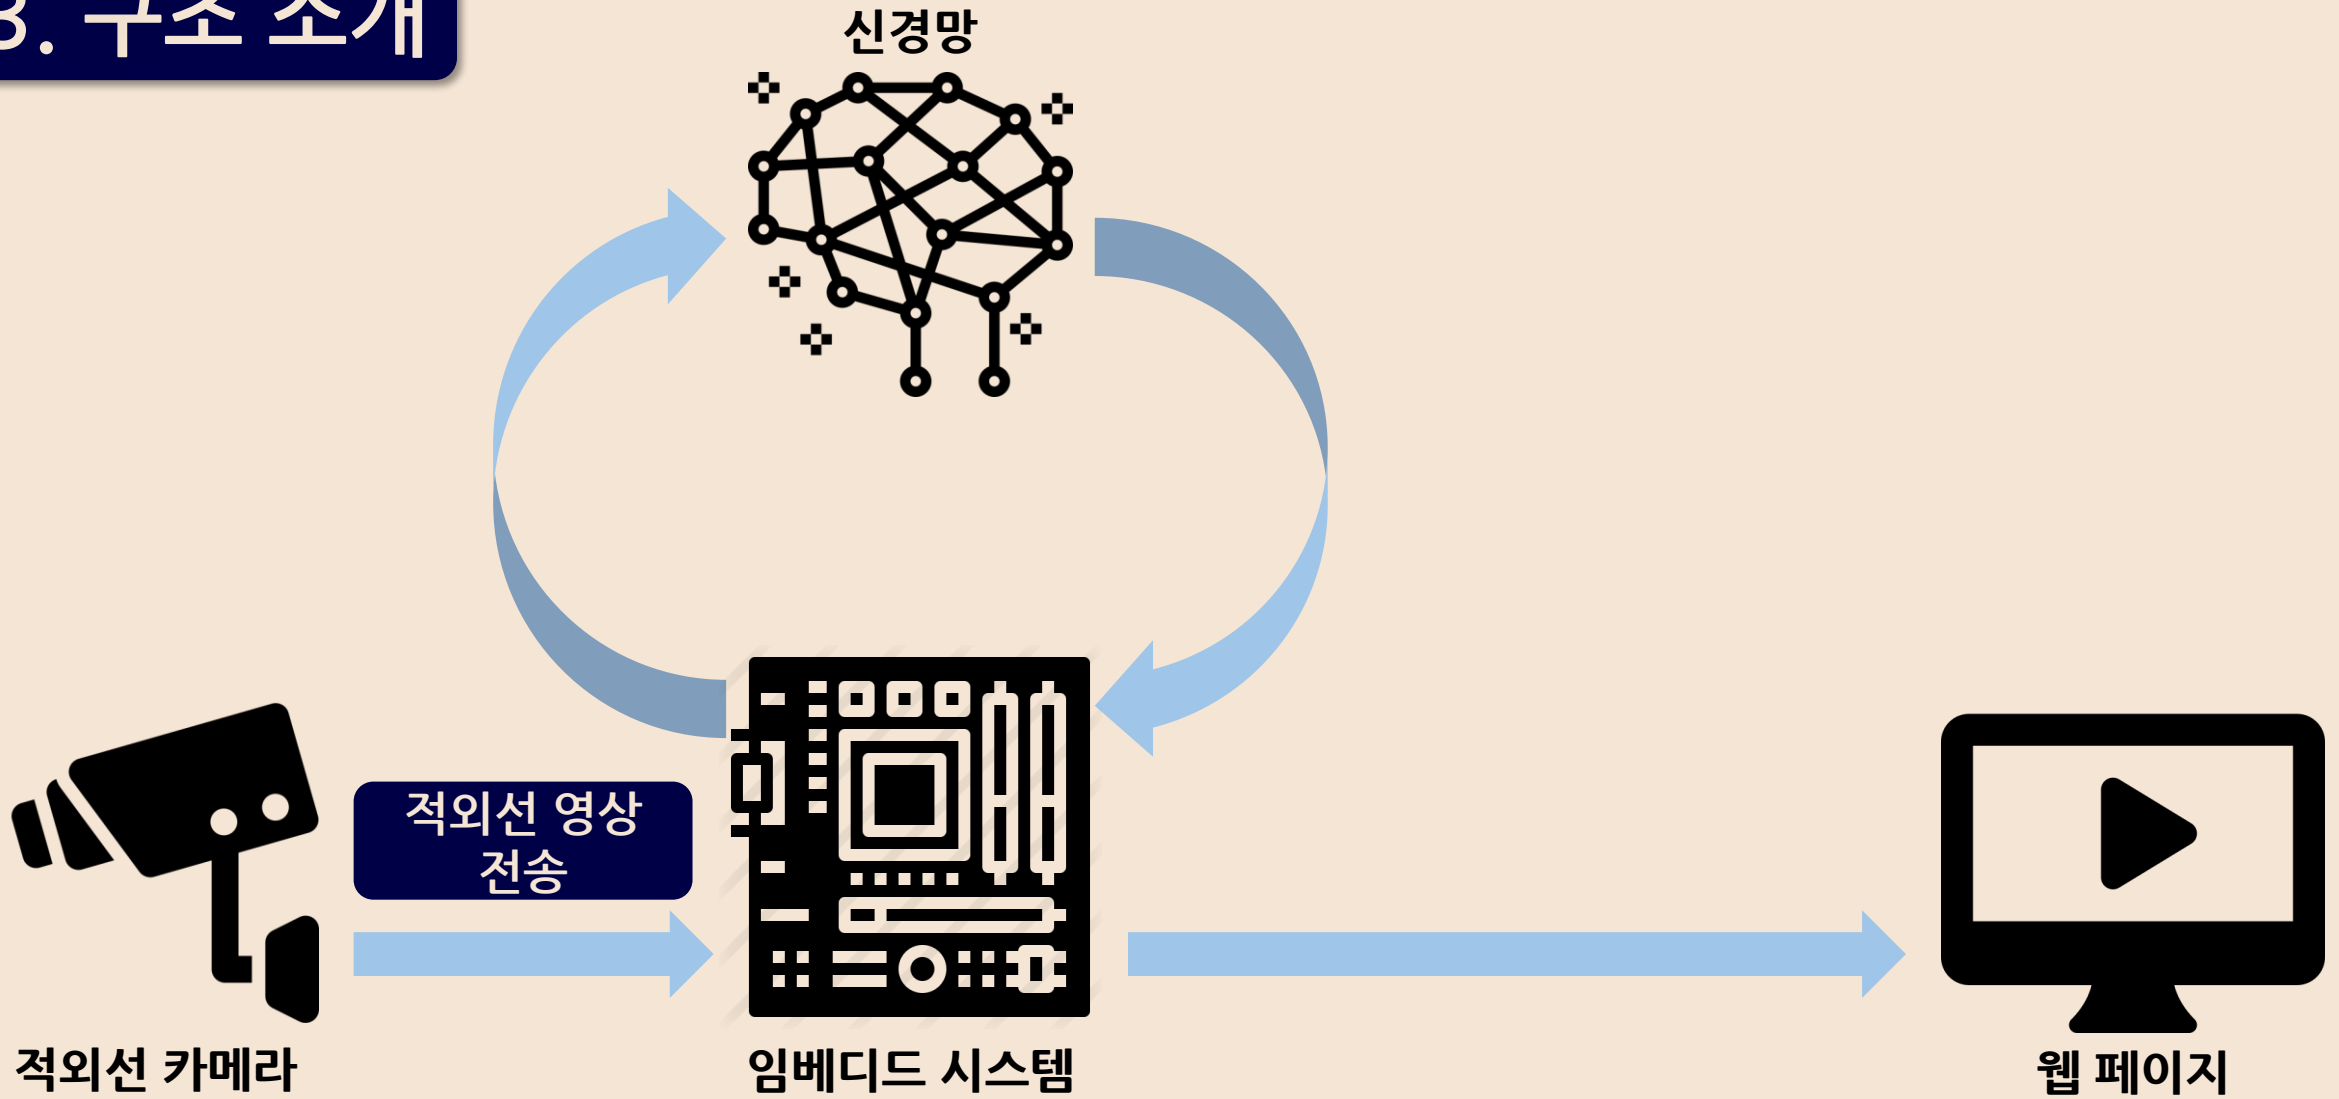 3. 구조 소개
신경망
적외선 영상
전송
적외선 카메라
임베디드 시스템
웹 페이지